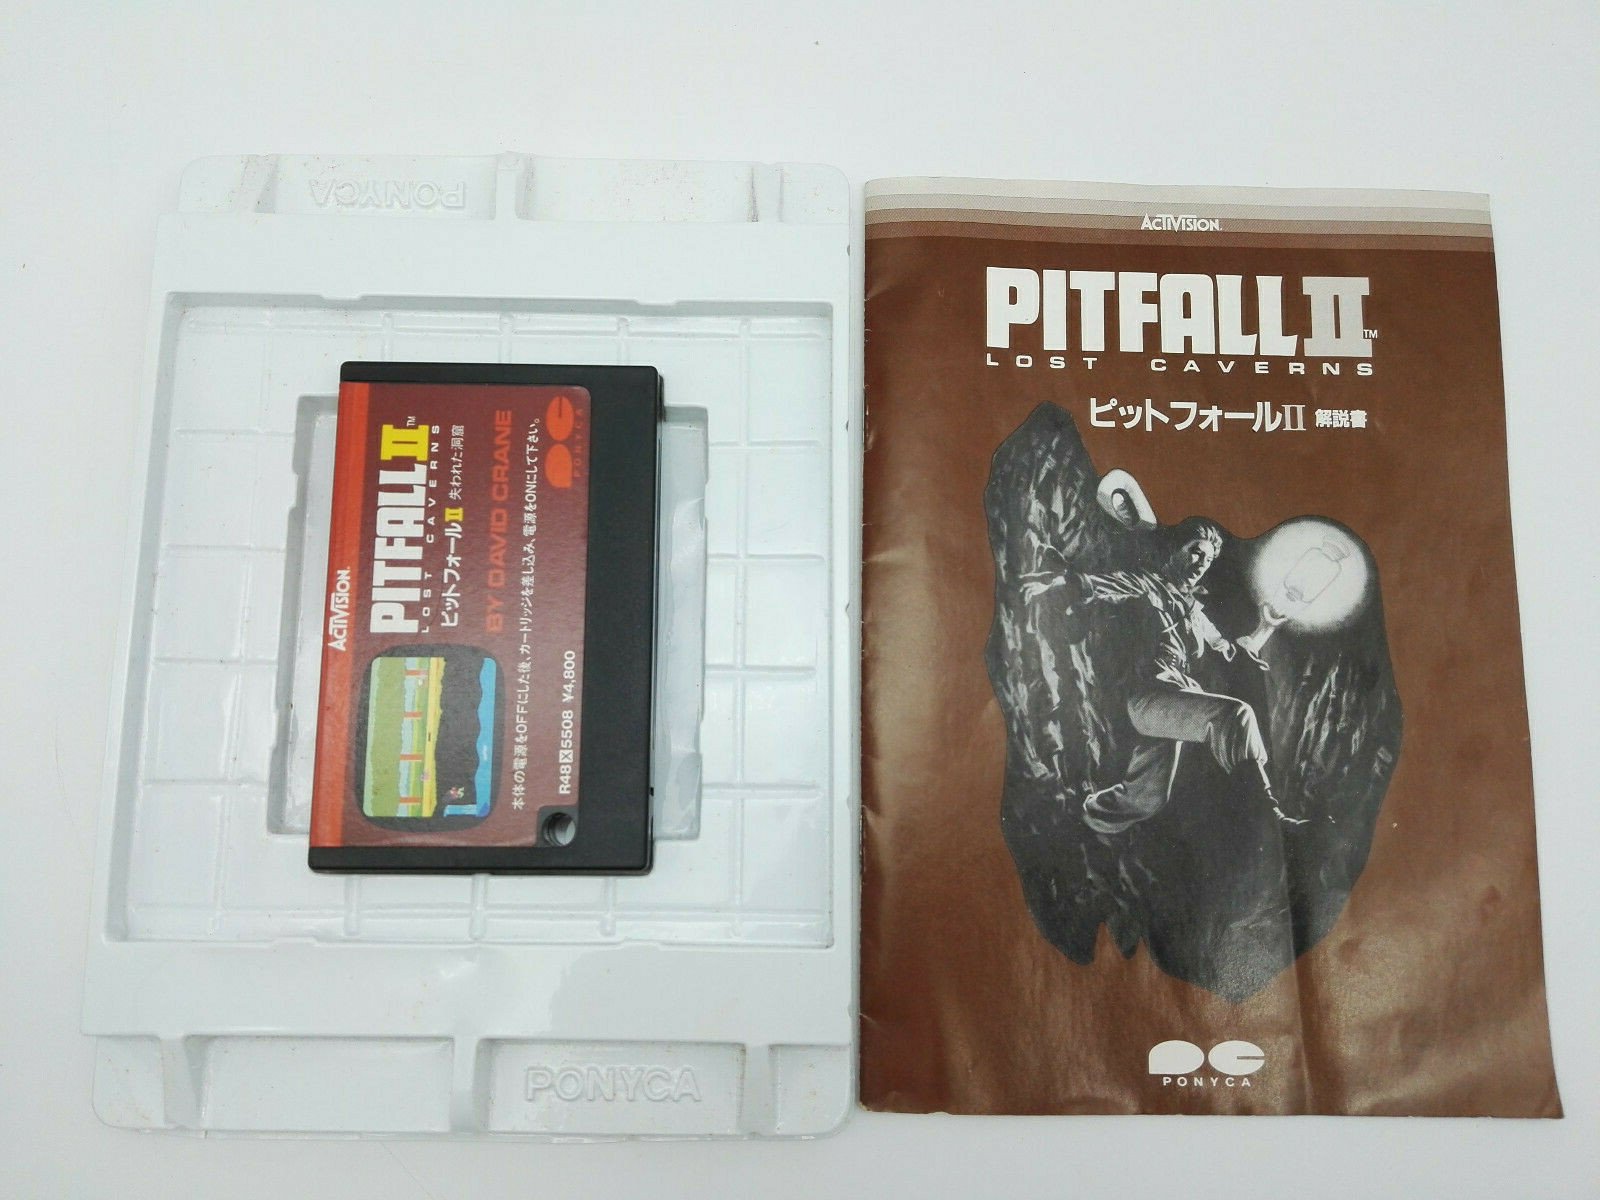 PONYCA
ACTIVISION.
PITFALL II™
LOST CAVERNS
ピットフォールII 失われた洞窟
BY DAVID CRANE
PONYCA
本体の電源をOFFにした後、カートリッジを差し込み、電源をONにして下さい。
R48X5508 ¥4,800
PONYCA
ACTIVISION.
PITFALL II™
LOST CAVERNS
ピットフォールII 解説書
PONYCA